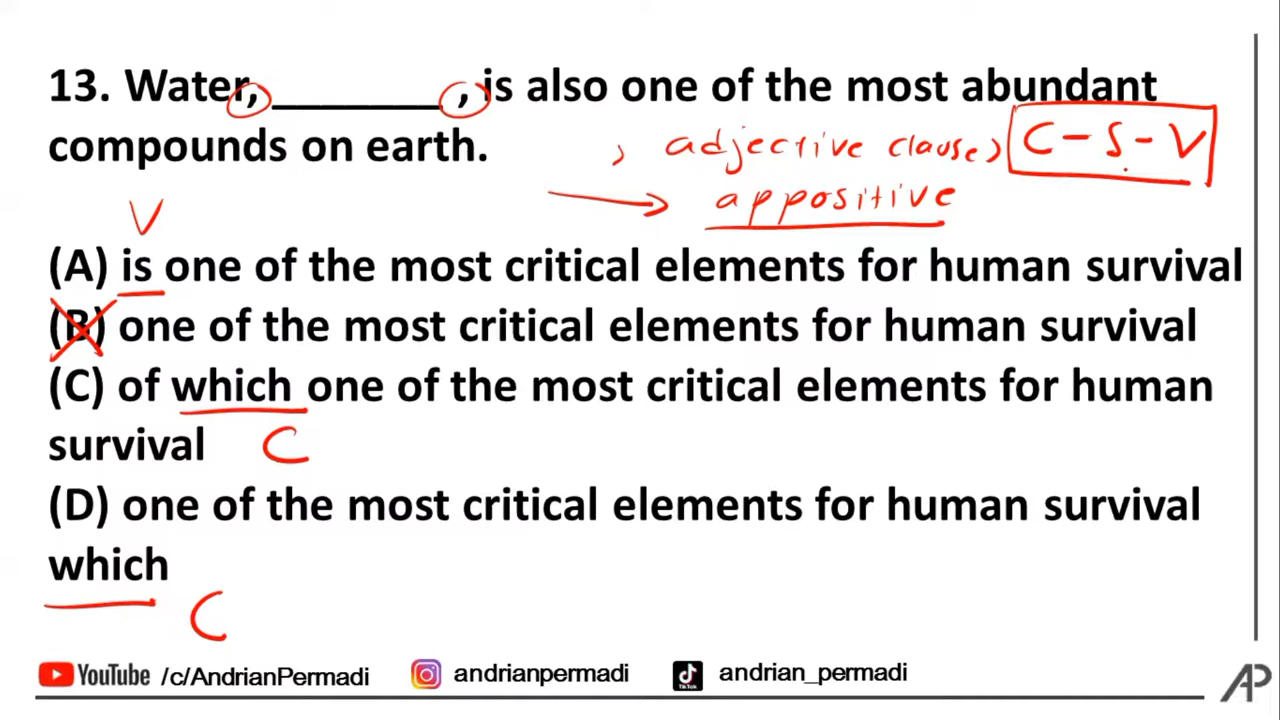 13. Water, _________ , is also one of the most abundant
compounds on earth.
, adjective clause, C - S - V
→ appositive
V
(A) is one of the most critical elements for human survival
(B) one of the most critical elements for human survival
(C) of which one of the most critical elements for human
survival C
(D) one of the most critical elements for human survival
which
C
YouTube /c/AndrianPermadi andrianpermadi TikTok andrian_permadi AP